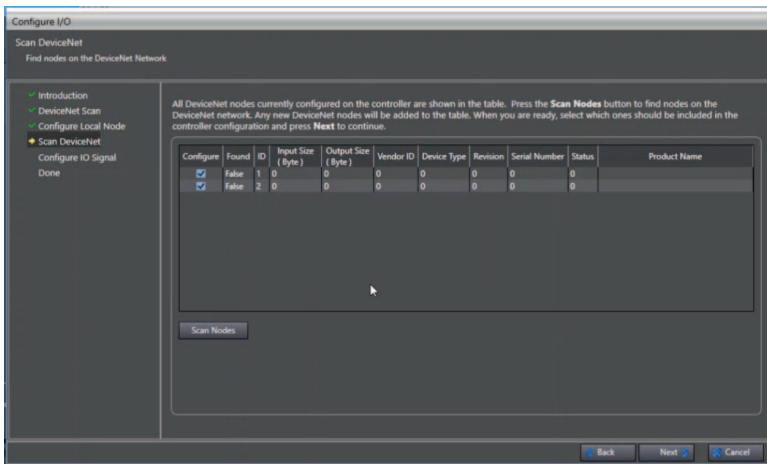 Configure I/O
Scan DeviceNet
Find nodes on the DeviceNet Network
Introduction
DeviceNet Scan
Configure Local Node
Scan DeviceNet
Configure IO Signal
Done
All DeviceNet nodes currently configured on the controller are shown in the table. Press the Scan Nodes button to find nodes on the
DeviceNet network. Any new DeviceNet nodes will be added to the table. When you are ready, select which ones should be included in the
controller configuration and press Next to continue.
Configure Found ID Input Size ( Byte ) Output Size ( Byte ) Vendor ID Device Type Revision Serial Number Status Product Name
False 1 0 0 0 0 0 0 0
False 2 0 0 0 0 0 0 0
Scan Nodes
Back Next Cancel